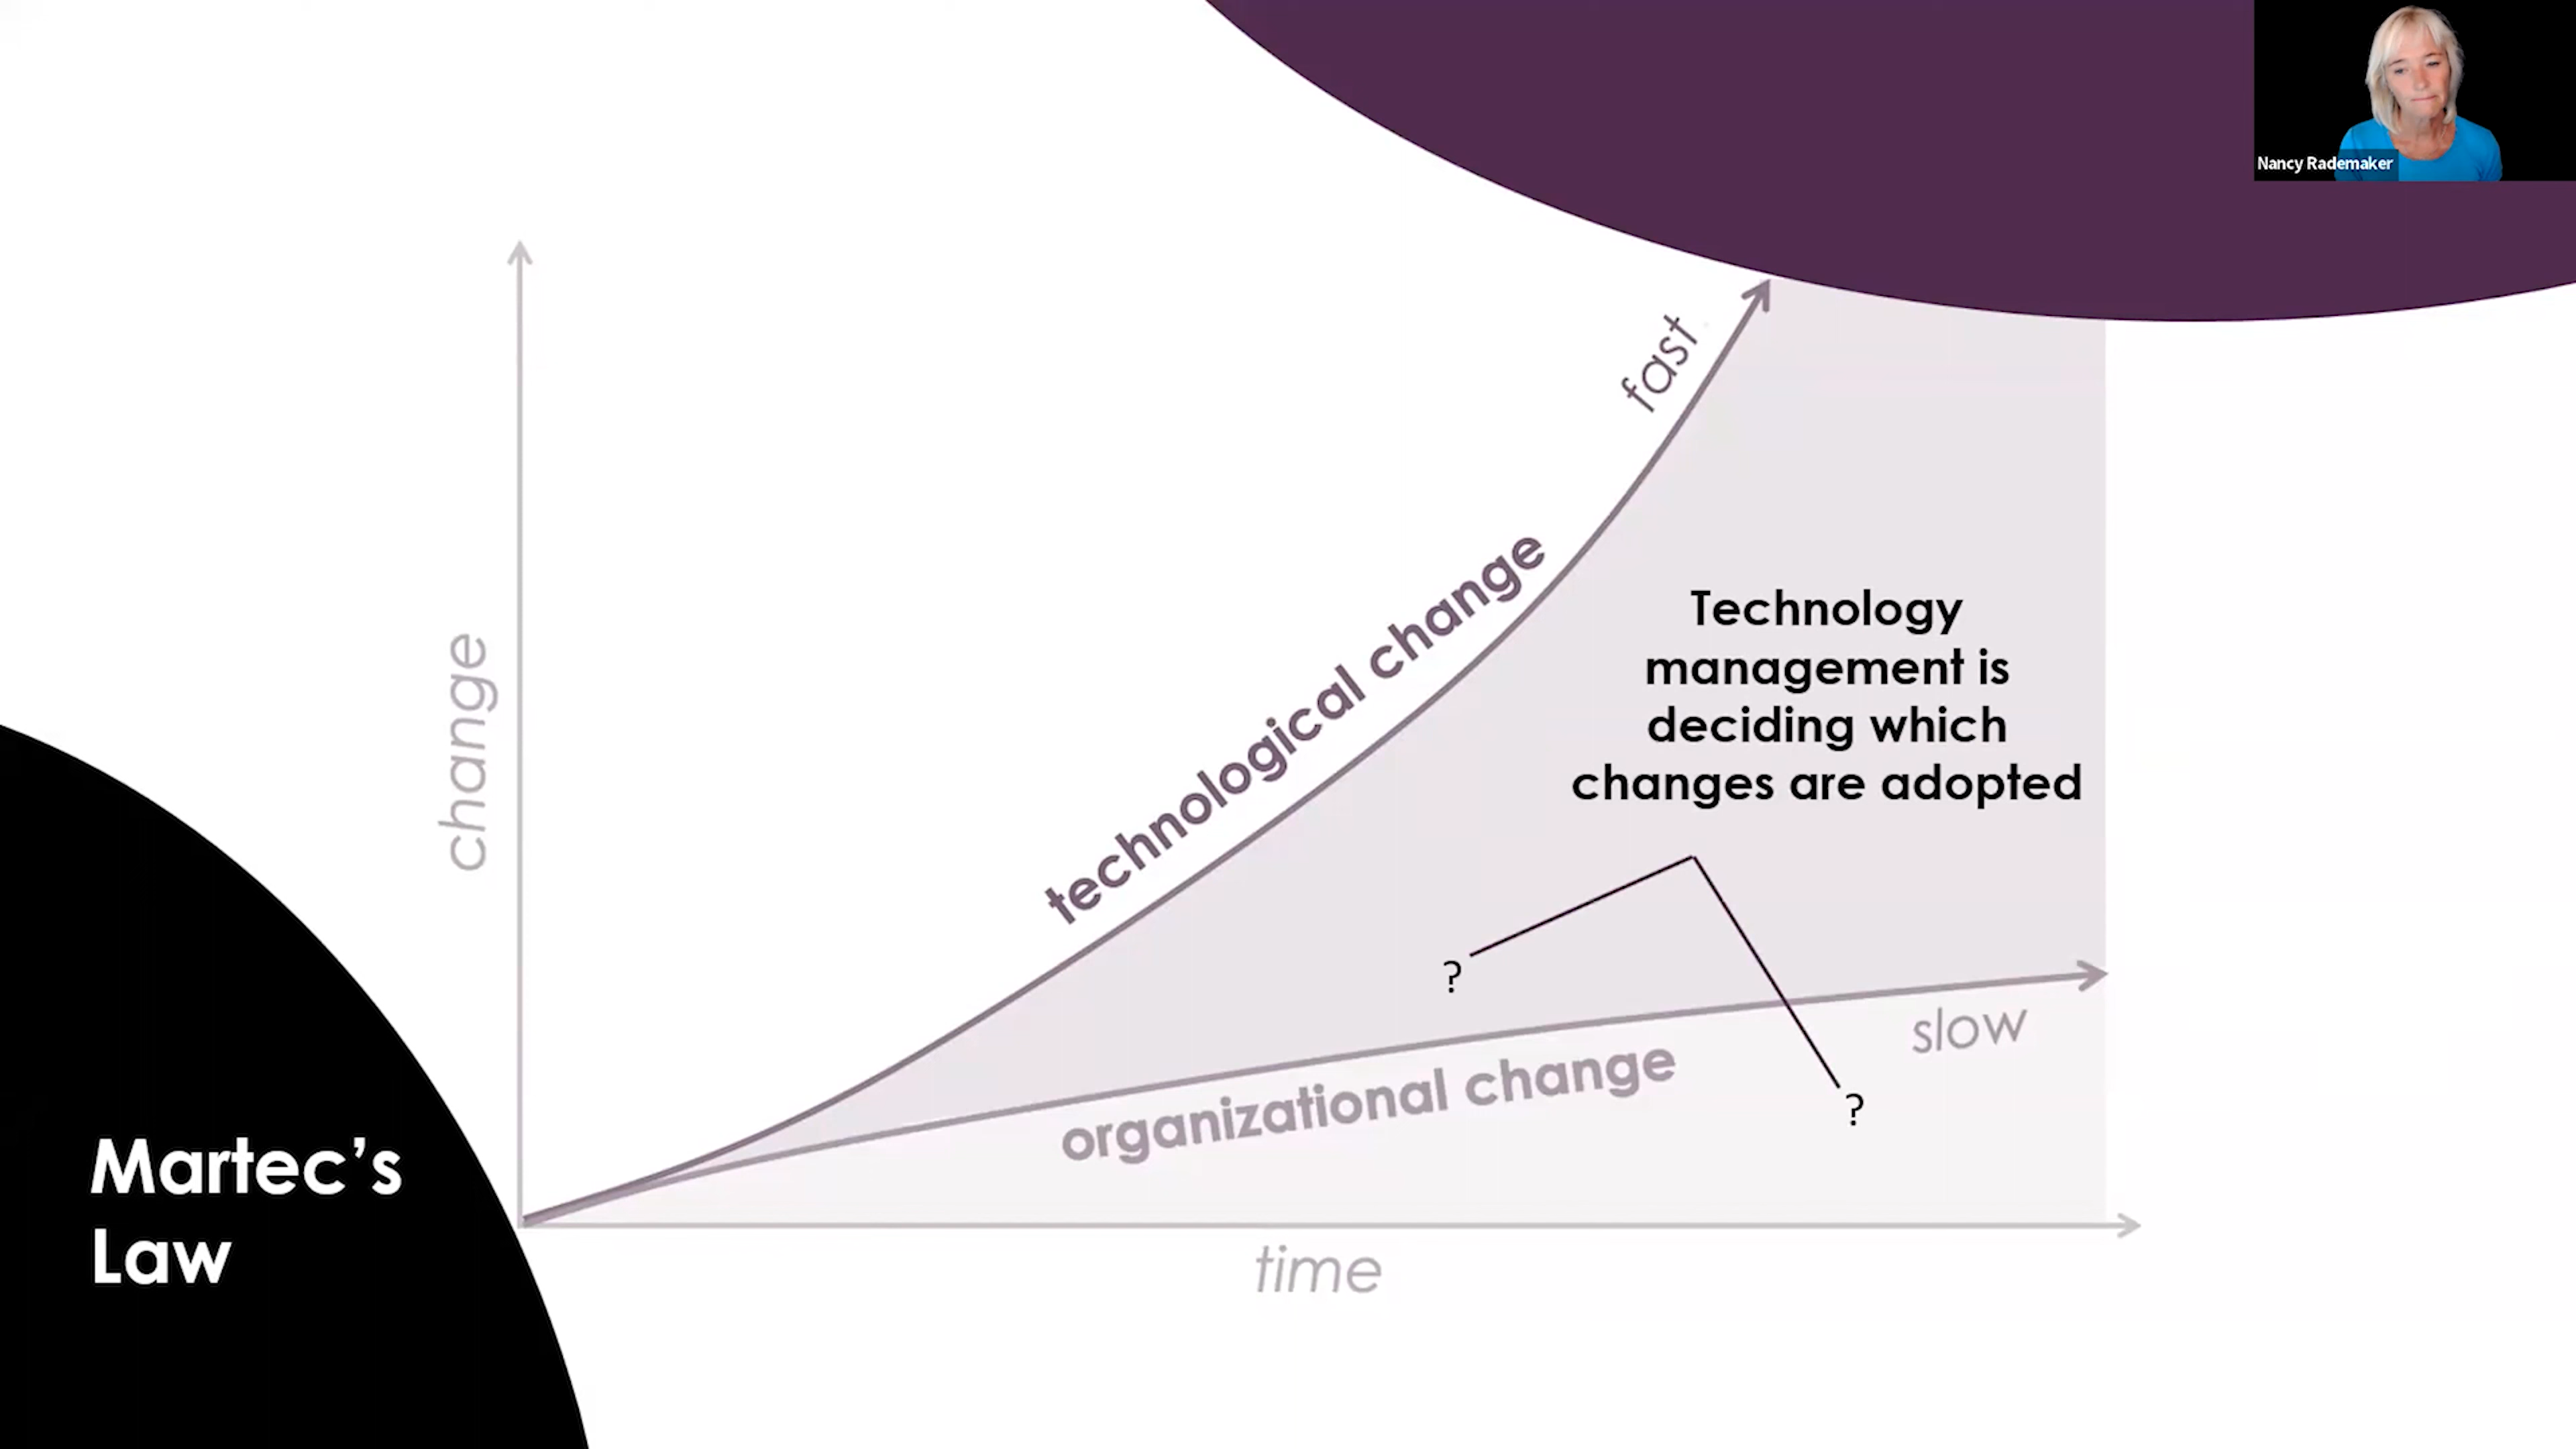 Nancy Rademaker
fast
technological change
change
Technology
management is
deciding which
changes are adopted
?
?
slow
organizational change
time
Martec’s
Law